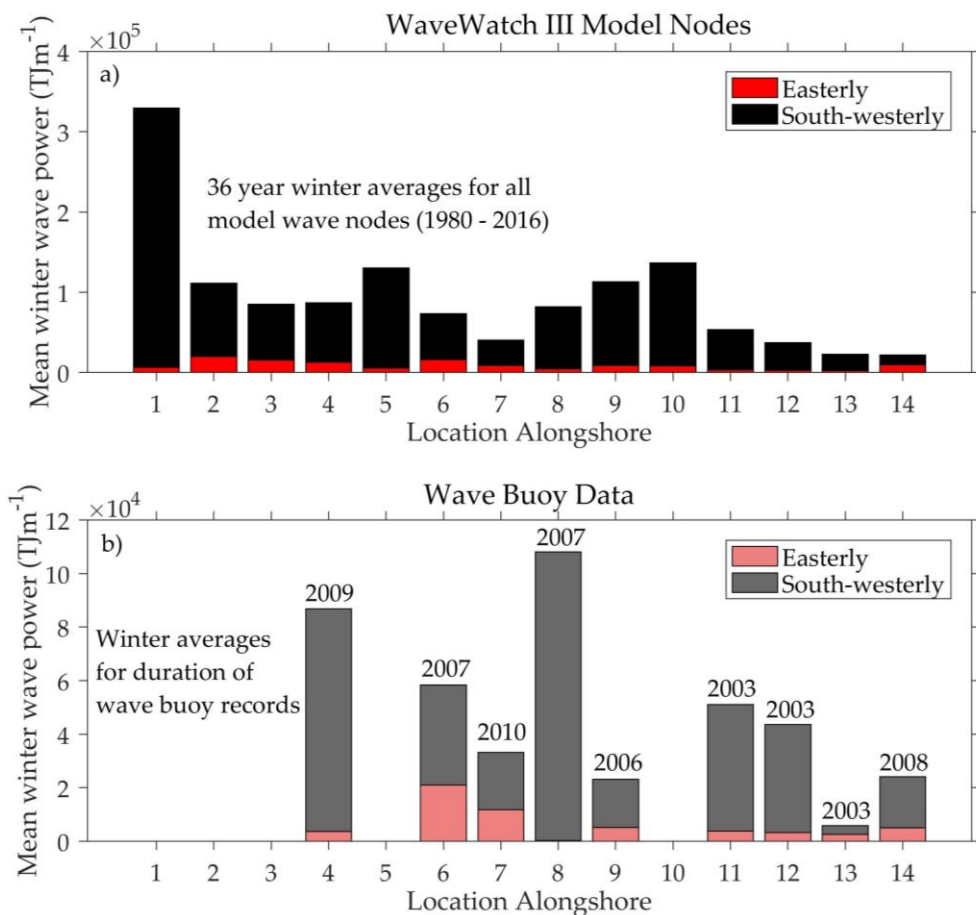 WaveWatch III Model Nodes
×10⁵
a)
Easterly
South-westerly
36 year winter averages for all
model wave nodes (1980 - 2016)
Mean winter wave power (TJm⁻¹)
4
3
2
1
0
1 2 3 4 5 6 7 8 9 10 11 12 13 14
Location Alongshore
Wave Buoy Data
×10⁴
b)
Easterly
South-westerly
Winter averages
for duration of
wave buoy records
Mean winter wave power (TJm⁻¹)
12
10
8
6
4
2
0
2009
2007
2010
2007
2006
2003
2003
2003
2008
1 2 3 4 5 6 7 8 9 10 11 12 13 14
Location Alongshore